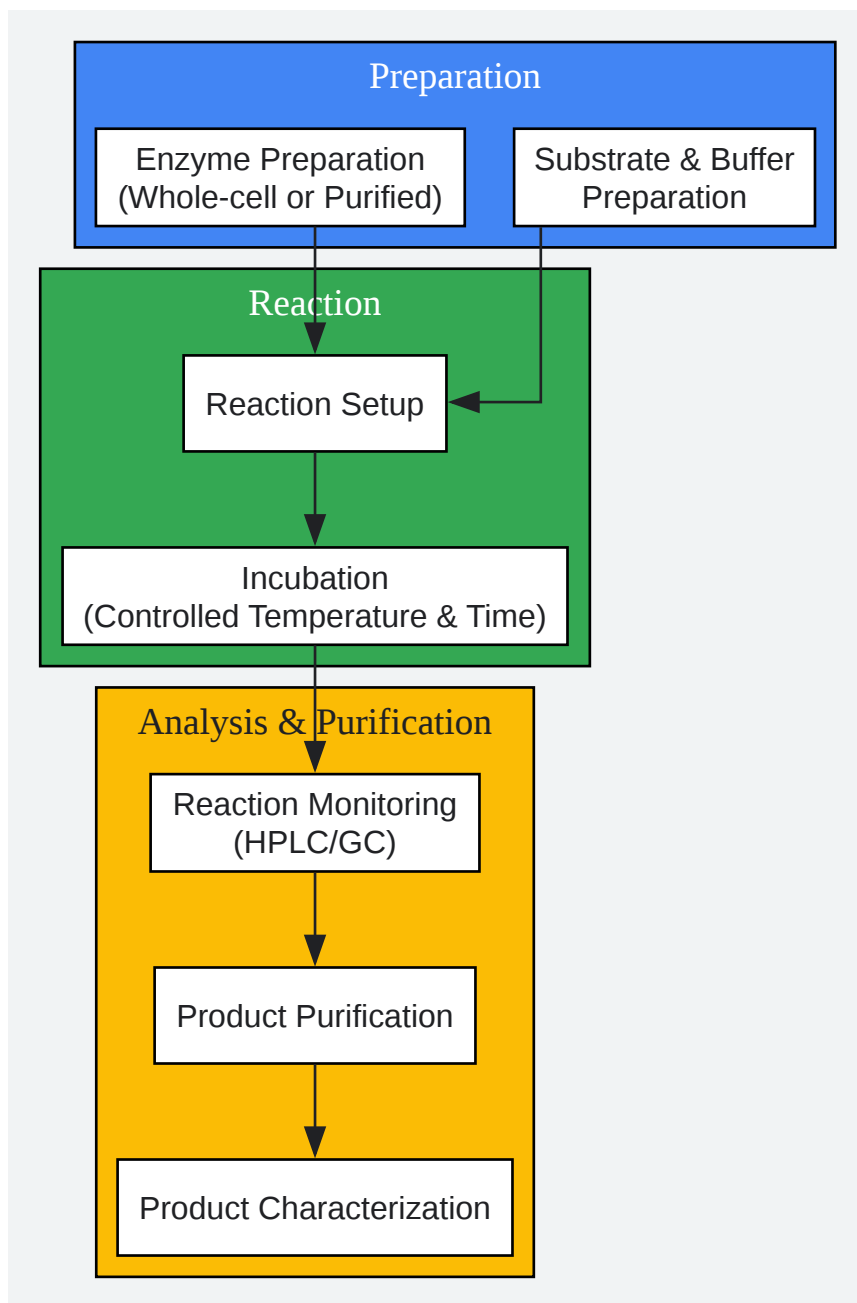 Preparation
Enzyme Preparation
(Whole-cell or Purified)
Substrate & Buffer
Preparation
Reaction
Reaction Setup
Incubation
(Controlled Temperature & Time)
Analysis & Purification
Reaction Monitoring
(HPLC/GC)
Product Purification
Product Characterization